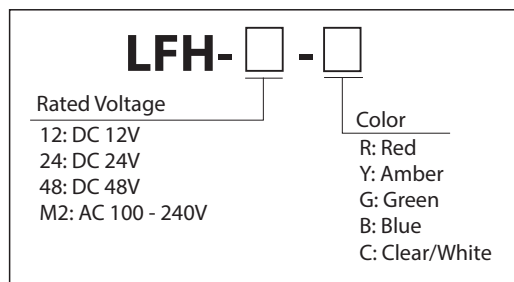 LFH- -
Rated Voltage
12: DC 12V
24: DC 24V
48: DC 48V
M2: AC 100 - 240V
Color
R: Red
Y: Amber
G: Green
B: Blue
C: Clear/White